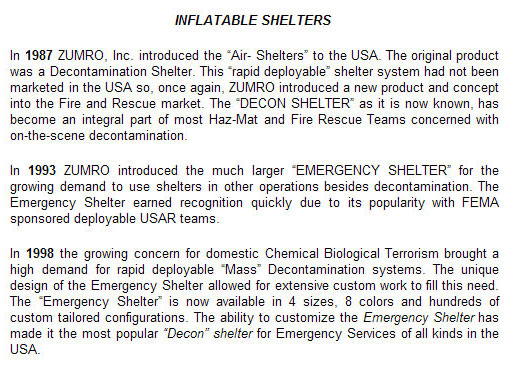 INFLATABLE SHELTERS
In 1987 ZUMRO, Inc. introduced the “Air- Shelters” to the USA. The original product
was a Decontamination Shelter. This “rapid deployable” shelter system had not been
marketed in the USA so, once again, ZUMRO introduced a new product and concept
into the Fire and Rescue market. The “DECON SHELTER” as it is now known, has
become an integral part of most Haz-Mat and Fire Rescue Teams concerned with
on-the-scene decontamination.
In 1993 ZUMRO introduced the much larger “EMERGENCY SHELTER” for the
growing demand to use shelters in other operations besides decontamination. The
Emergency Shelter earned recognition quickly due to its popularity with FEMA
sponsored deployable USAR teams.
In 1998 the growing concern for domestic Chemical Biological Terrorism brought a
high demand for rapid deployable “Mass” Decontamination systems. The unique
design of the Emergency Shelter allowed for extensive custom work to fill this need.
The “Emergency Shelter” is now available in 4 sizes, 8 colors and hundreds of
custom tailored configurations. The ability to customize the Emergency Shelter has
made it the most popular “Decon” shelter for Emergency Services of all kinds in the
USA.